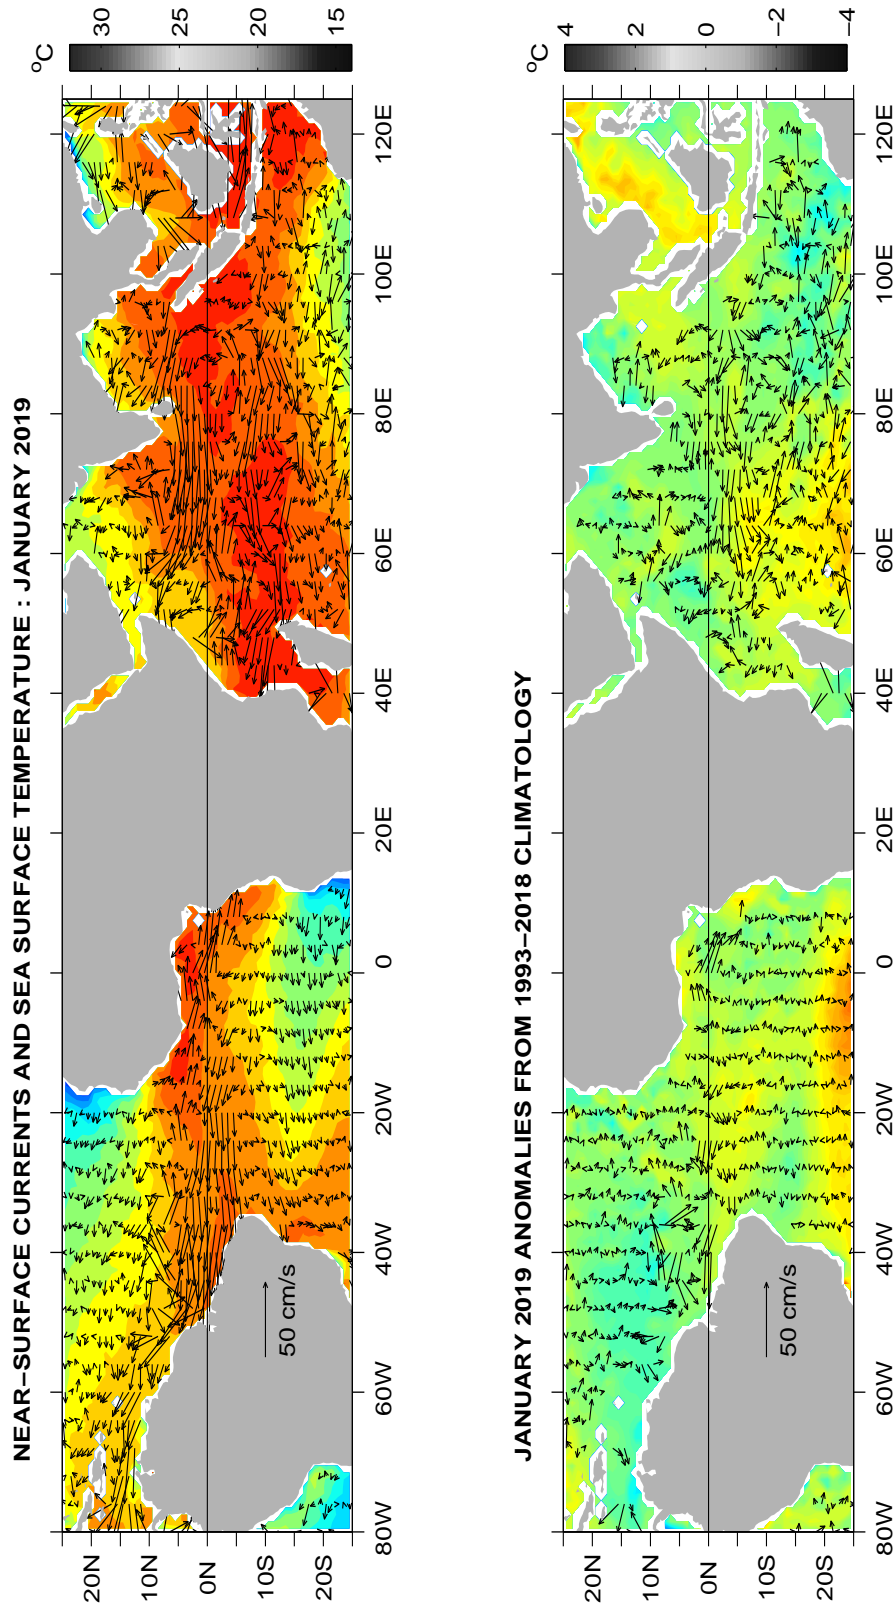 NEAR–SURFACE CURRENTS AND SEA SURFACE TEMPERATURE : JANUARY 2019
°C
15
20
25
30
20N
10N
0N
10S
20S
50 cm/s
80W
60W
40W
20W
0
20E
40E
60E
80E
100E
120E
JANUARY 2019 ANOMALIES FROM 1993–2018 CLIMATOLOGY
°C
−4
−2
0
2
4
20N
10N
0N
10S
20S
50 cm/s
80W
60W
40W
20W
0
20E
40E
60E
80E
100E
120E